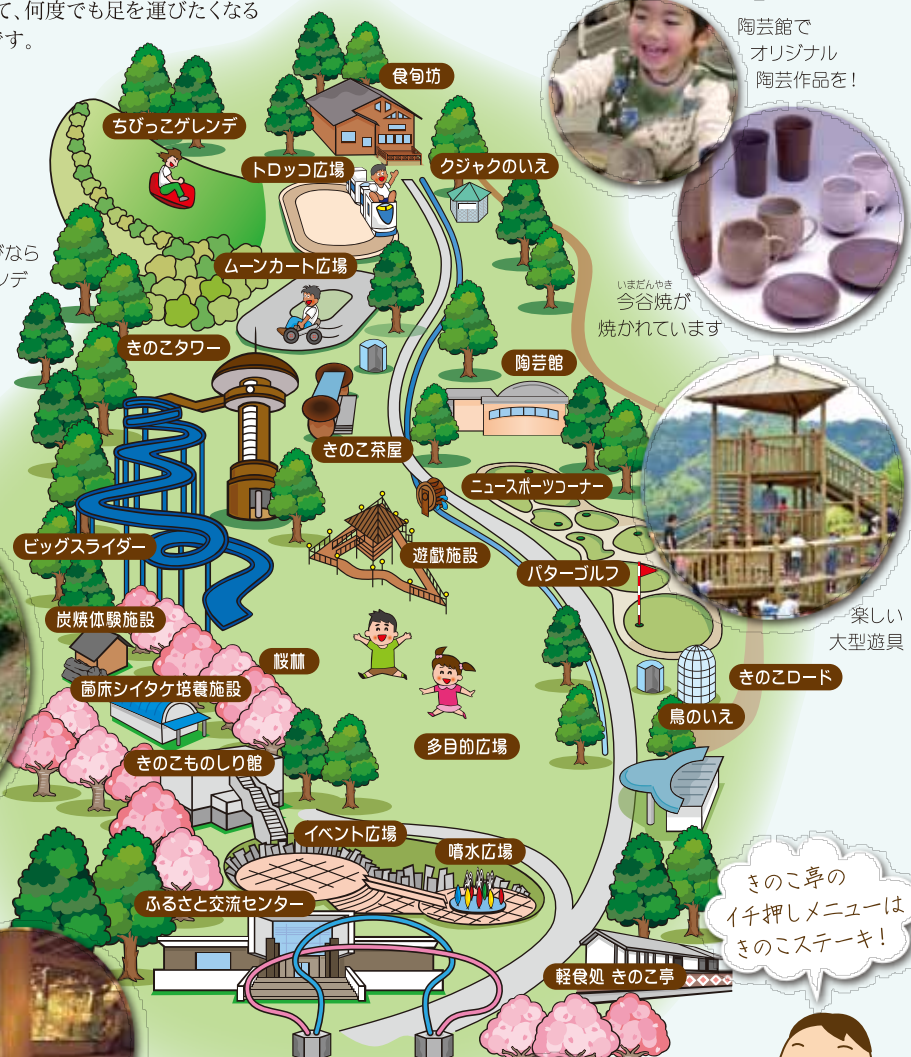 て、何度でも足を運びたくなる
です。
陶芸館で
オリジナル
陶芸作品を！
食旬坊
ちびっこゲレンデ
トロッコ広場
クジャクのいえ
なら
ンデ
ムーンカート広場
いまだんやき
今谷焼が
焼かれています
きのこタワー
陶芸館
きのこ茶屋
ニュースポーツコーナー
ビッグスライダー
遊戯施設
パターゴルフ
楽しい
大型遊具
炭焼体験施設
桜林
きのこロード
菌床シイタケ培養施設
鳥のいえ
多目的広場
きのこものしり館
イベント広場
噴水広場
ふるさと交流センター
きのこ亭の
イチ押しメニューは
きのこステーキ！
軽食処 きのこ亭